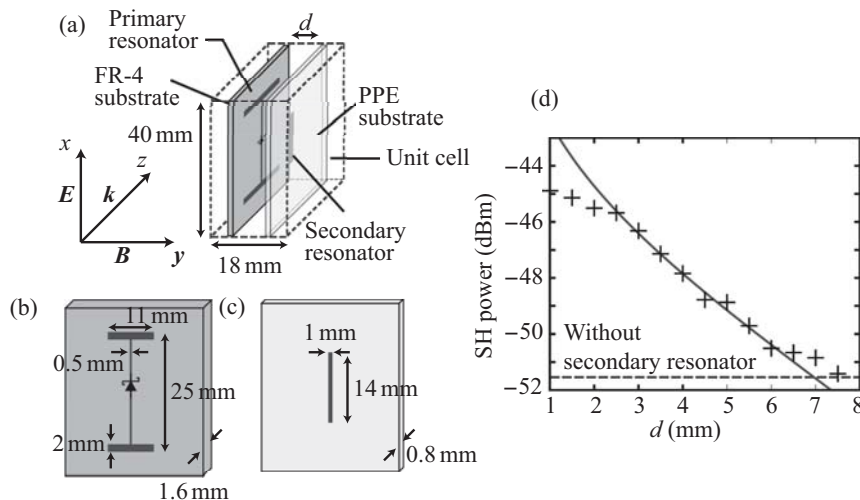 (a)
Primary
resonator
d
FR-4
substrate
PPE
substrate
40 mm
Unit cell
x
z
E
k
B
y
18 mm
Secondary
resonator
(b)
11 mm
0.5 mm
25 mm
2 mm
1.6 mm
(c)
1 mm
14 mm
0.8 mm
(d)
SH power (dBm)
−44
−46
−48
−50
−52
Without
secondary resonator
1 2 3 4 5 6 7 8
d (mm)